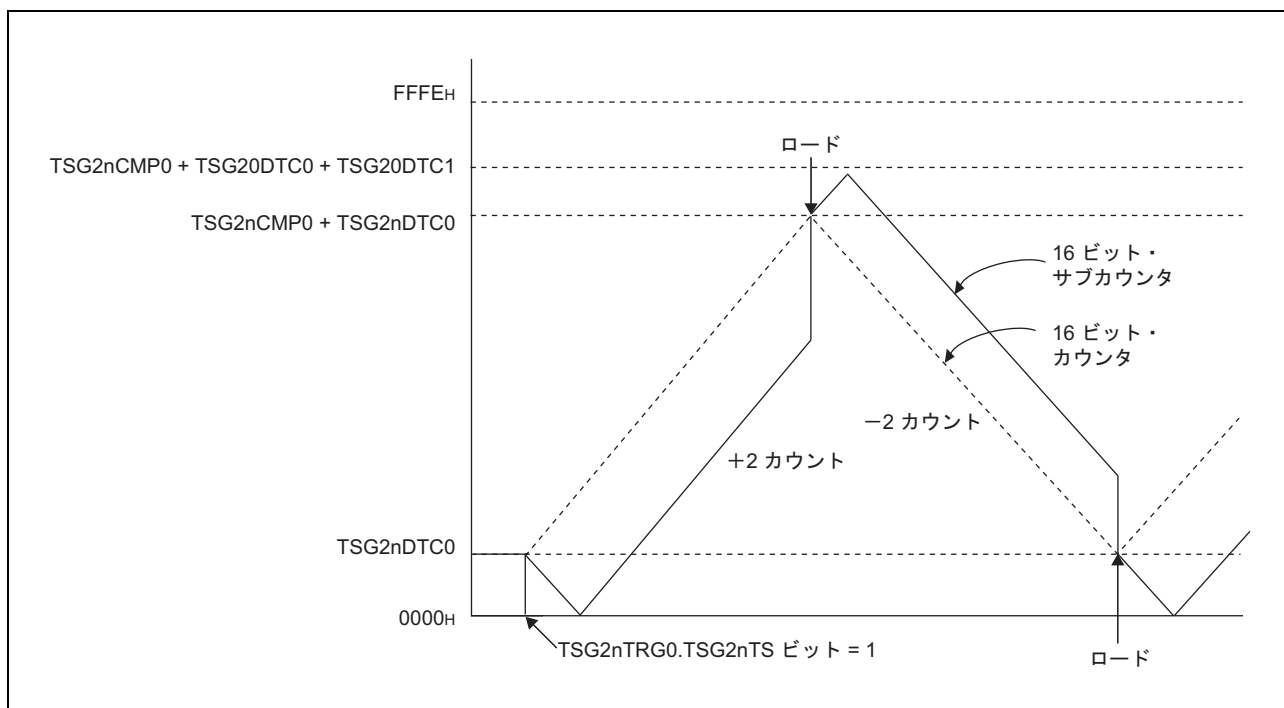 FFFEH
ロード
TSG2nCMP0 + TSG20DTC0 + TSG20DTC1
TSG2nCMP0 + TSG2nDTC0
16 ビット・
サブカウンタ
16 ビット・
カウンタ
－2 カウント
＋2 カウント
TSG2nDTC0
0000H
TSG2nTRG0.TSG2nTS ビット = 1
ロード